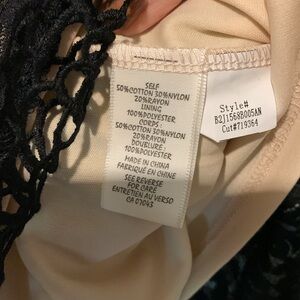 SELF
50%COTTON 30%NYLON
20%RAYON
LINING
100%POLYESTER
CORPS :
50%COTTON 30%NYLON
20%RAYON
DOUBLURE :
100%POLYESTER
MADE IN CHINA
FABRIQUÉ EN CHINE
SEE REVERSE
FOR CARE
ENTRETIEN AU VERSO
CA 07043
Style#
B2J1568B005AN
Cut#719364